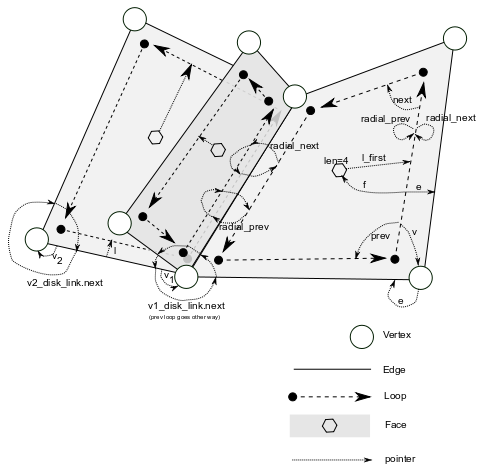 next
radial_prev
radial_next
radial_next
len=4
l_first
f
e
radial_prev
prev
v
l
v2
v1
v2_disk_link.next
v1_disk_link.next
(prev loop goes other way)
e
Vertex
Edge
Loop
Face
pointer